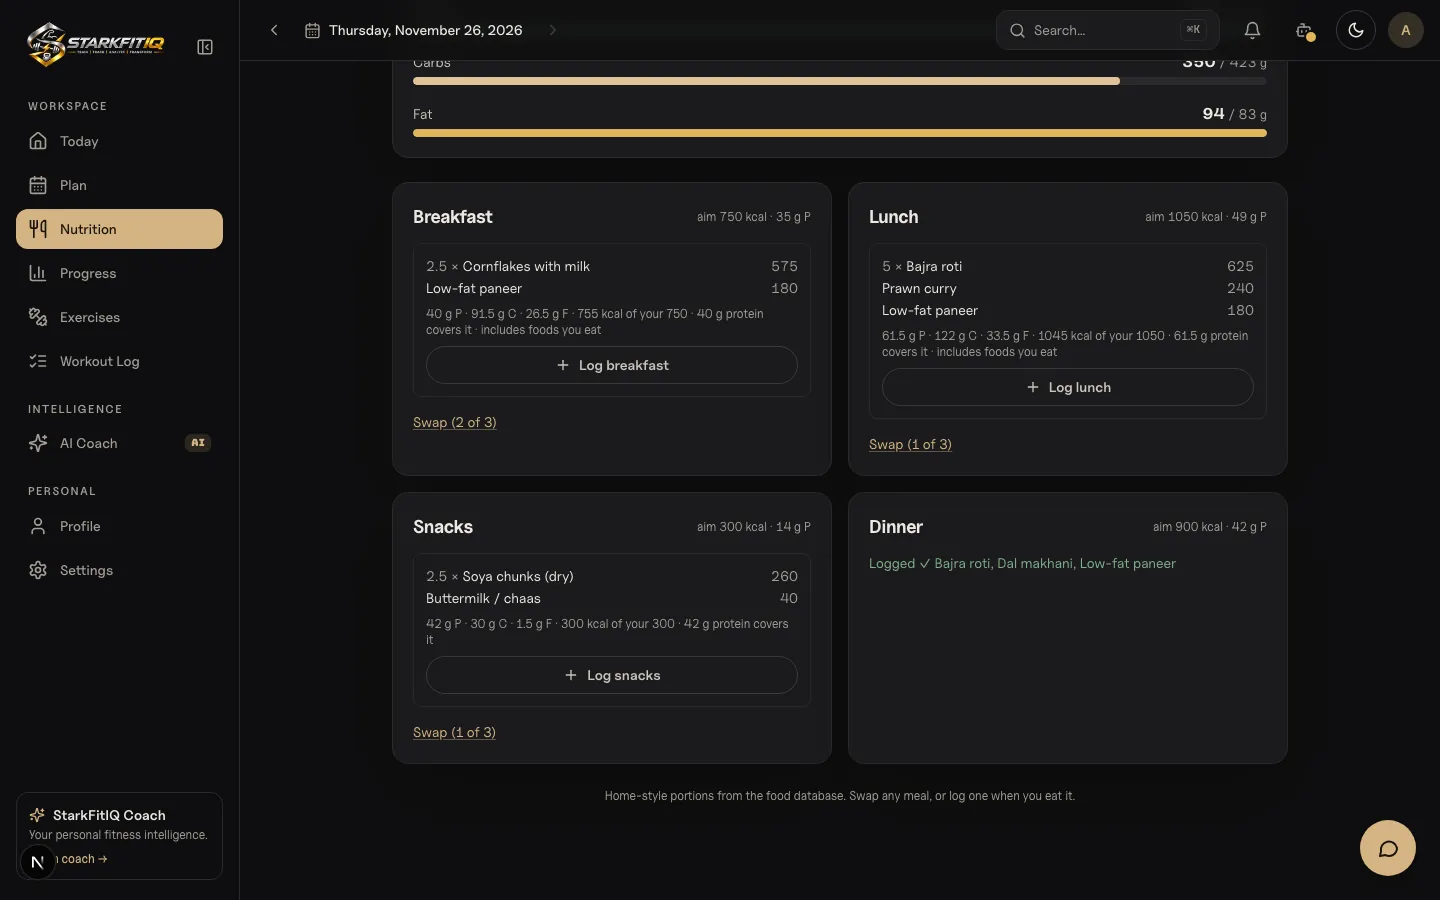 STARKFITIQ
Thursday, November 26, 2026
Search...
⌘K
A
WORKSPACE
Today
Plan
Nutrition
Progress
Exercises
Workout Log
INTELLIGENCE
AI Coach
AI
PERSONAL
Profile
Settings
StarkFitIQ Coach
Your personal fitness intelligence.
coach →
N
Carbs
350 / 423 g
Fat
94 / 83 g
Breakfast
aim 750 kcal · 35 g P
2.5 × Cornflakes with milk 575
Low-fat paneer 180
40 g P · 91.5 g C · 26.5 g F · 755 kcal of your 750 · 40 g protein
covers it · includes foods you eat
+ Log breakfast
Swap (2 of 3)
Lunch
aim 1050 kcal · 49 g P
5 × Bajra roti 625
Prawn curry 240
Low-fat paneer 180
61.5 g P · 122 g C · 33.5 g F · 1045 kcal of your 1050 · 61.5 g protein
covers it · includes foods you eat
+ Log lunch
Swap (1 of 3)
Snacks
aim 300 kcal · 14 g P
2.5 × Soya chunks (dry) 260
Buttermilk / chaas 40
42 g P · 30 g C · 1.5 g F · 300 kcal of your 300 · 42 g protein covers
it
+ Log snacks
Swap (1 of 3)
Dinner
aim 900 kcal · 42 g P
Logged ✓ Bajra roti, Dal makhani, Low-fat paneer
Home-style portions from the food database. Swap any meal, or log one when you eat it.